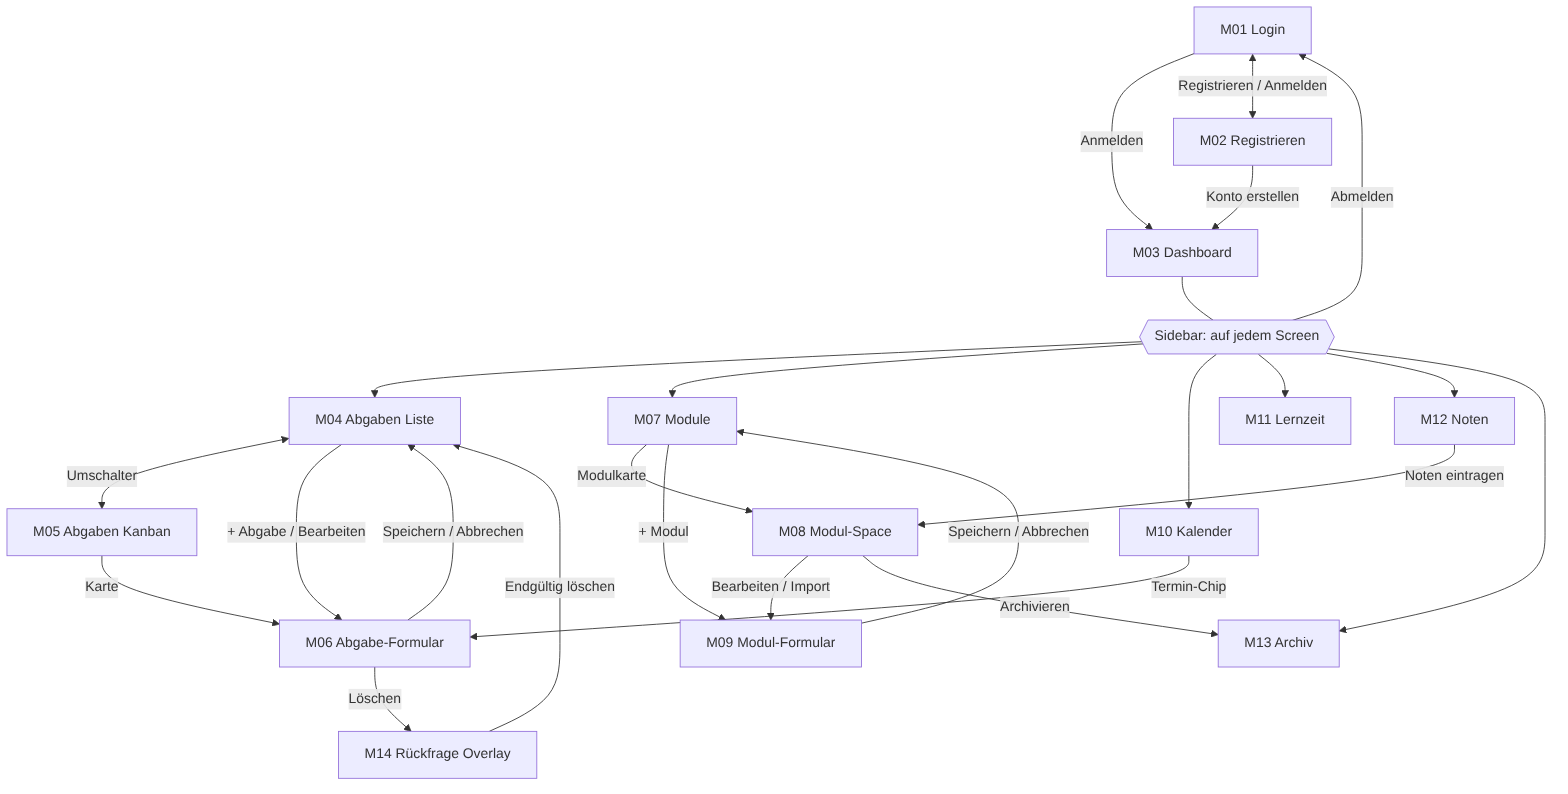 M01 Login
Registrieren / Anmelden
Anmelden
M02 Registrieren
Konto erstellen
Abmelden
M03 Dashboard
Sidebar: auf jedem Screen
M04 Abgaben Liste
M07 Module
M11 Lernzeit
M12 Noten
Umschalter
Modulkarte
Noten eintragen
M05 Abgaben Kanban
+ Abgabe / Bearbeiten
Speichern / Abbrechen
+ Modul
M08 Modul-Space
Speichern / Abbrechen
M10 Kalender
Karte
Endgültig löschen
Bearbeiten / Import
Termin-Chip
Archivieren
M06 Abgabe-Formular
M09 Modul-Formular
M13 Archiv
Löschen
M14 Rückfrage Overlay